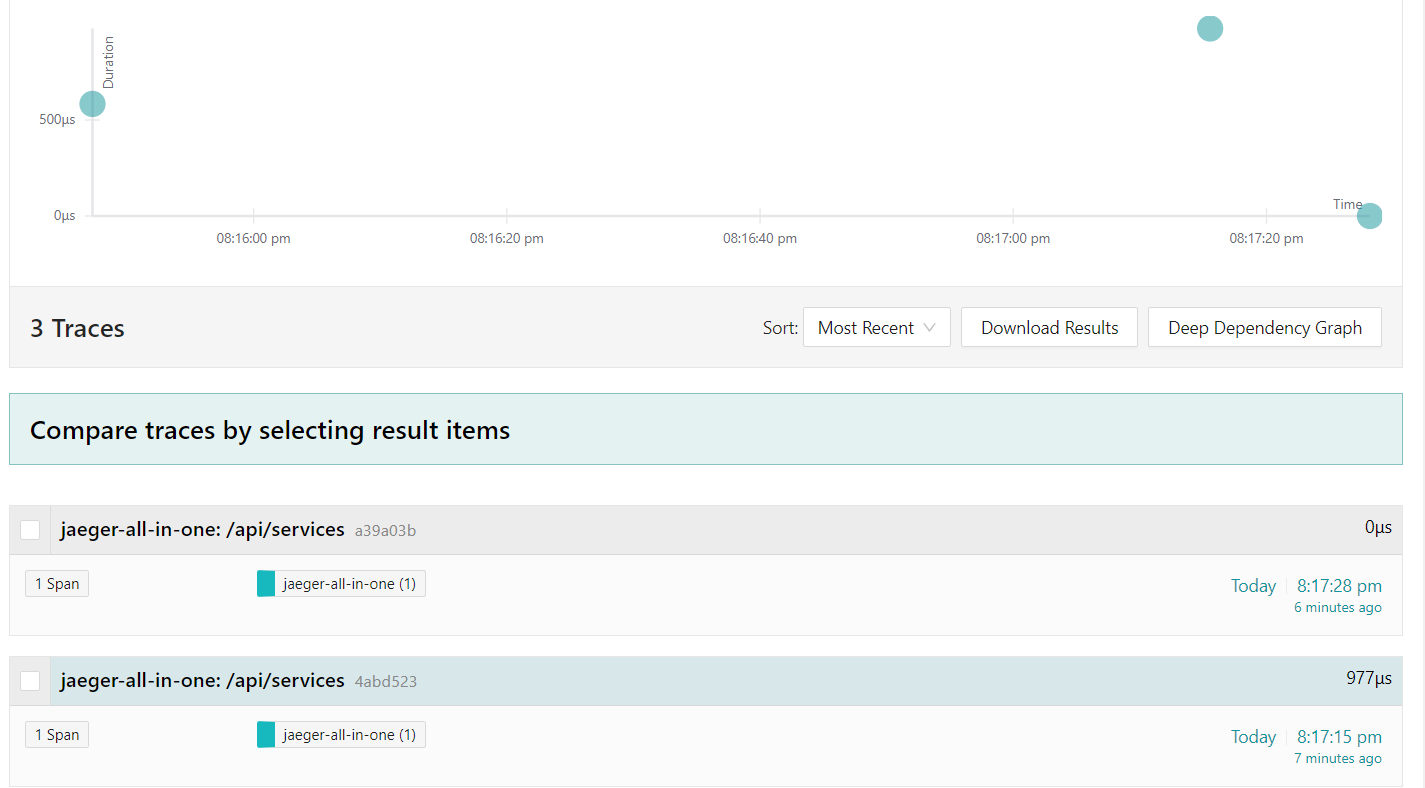 Duration
500μs
0μs
Time
08:16:00 pm
08:16:20 pm
08:16:40 pm
08:17:00 pm
08:17:20 pm
3 Traces
Sort: Most Recent
Download Results
Deep Dependency Graph
Compare traces by selecting result items
jaeger-all-in-one: /api/services a39a03b
0μs
1 Span
jaeger-all-in-one (1)
Today 8:17:28 pm
6 minutes ago
jaeger-all-in-one: /api/services 4abd523
977μs
1 Span
jaeger-all-in-one (1)
Today 8:17:15 pm
7 minutes ago